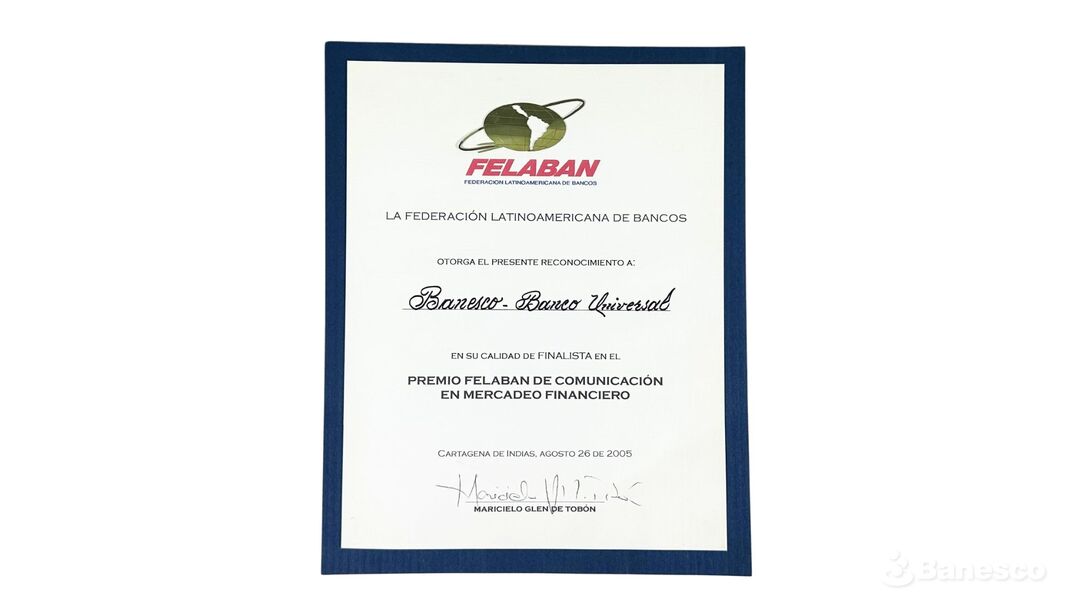 FELABAN
FEDERACION LATINOAMERICANA DE BANCOS
LA FEDERACIÓN LATINOAMERICANA DE BANCOS
OTORGA EL PRESENTE RECONOCIMIENTO A:
Banesco - Banco Universal
EN SU CALIDAD DE FINALISTA EN EL
PREMIO FELABAN DE COMUNICACIÓN
EN MERCADEO FINANCIERO
CARTAGENA DE INDIAS, AGOSTO 26 DE 2005
MARICIELO GLEN DE TOBÓN
Banesco